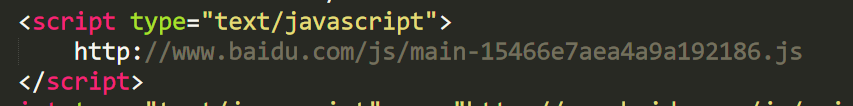 <script type="text/javascript">
http://www.baidu.com/js/main-15466e7aea4a9a192186.js
</script>